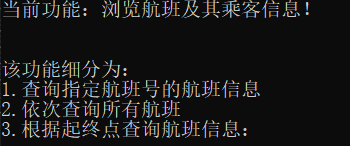 当前功能：浏览航班及其乘客信息！
该功能细分为：
1.查询指定航班号的航班信息
2.依次查询所有航班
3.根据起终点查询航班信息：